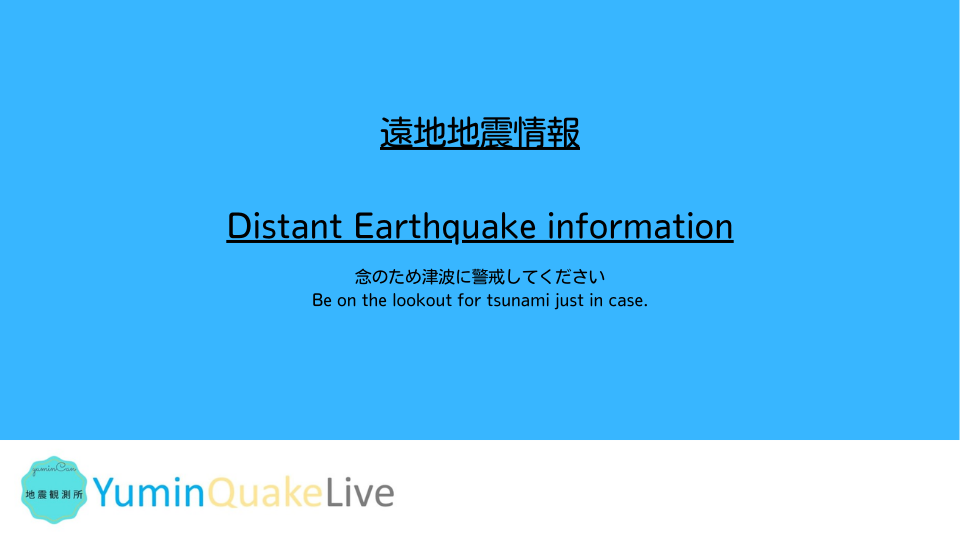 遠地地震情報
Distant Earthquake information
念のため津波に警戒してください
Be on the lookout for tsunami just in case.
yuminCan
地震観測所
YuminQuakeLive